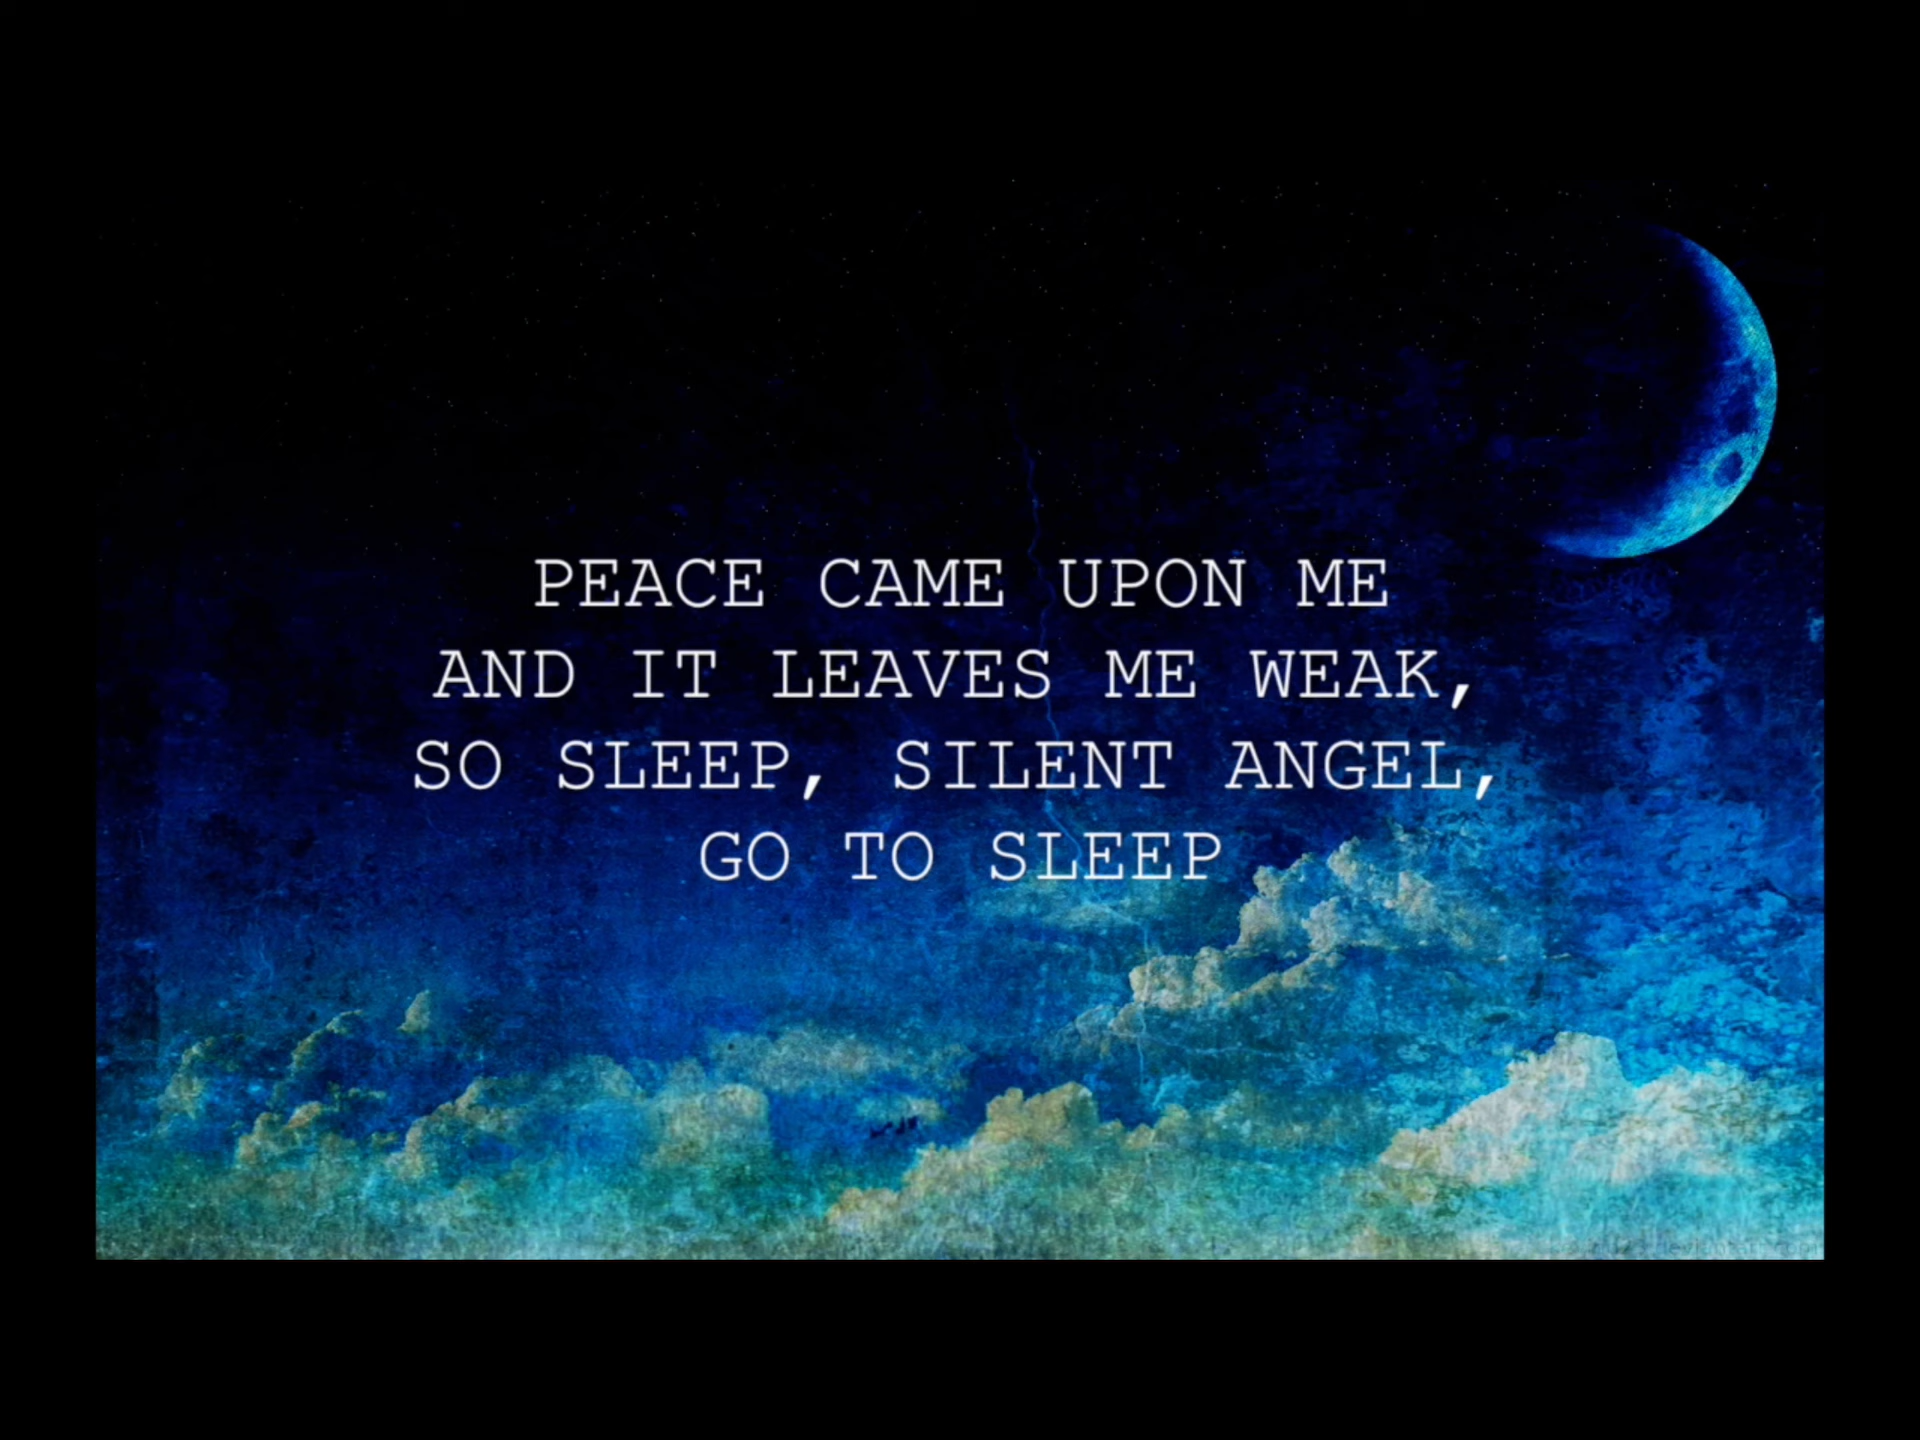 PEACE CAME UPON ME
AND IT LEAVES ME WEAK,
SO SLEEP, SILENT ANGEL,
GO TO SLEEP